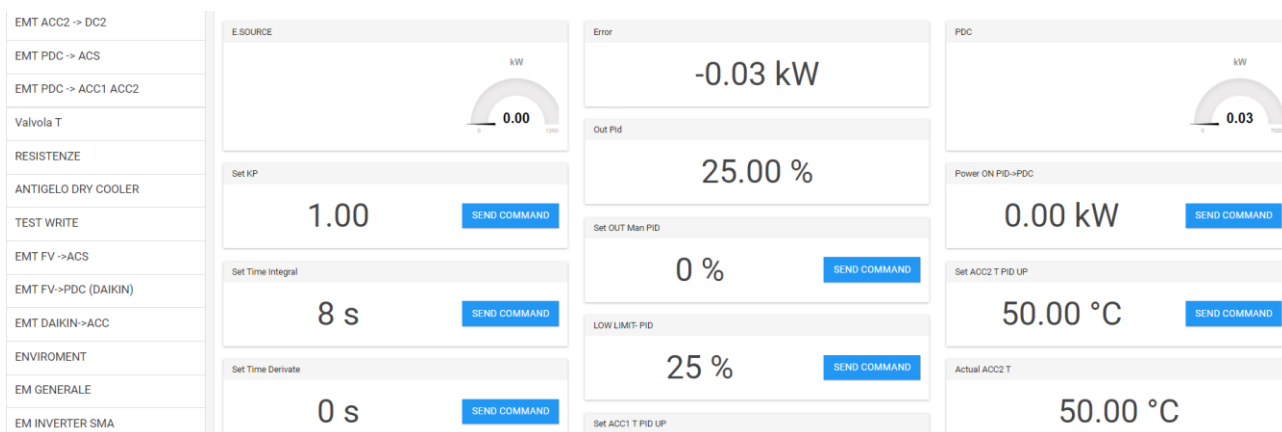 EMT ACC2 -> DC2
EMT PDC -> ACS
EMT PDC -> ACC1 ACC2
Valvola T
RESISTENZE
ANTIGELO DRY COOLER
TEST WRITE
EMT FV ->ACS
EMT FV->PDC (DAIKIN)
EMT DAIKIN->ACC
ENVIROMENT
EM GENERALE
EM INVERTER SMA
E.SOURCE
kW
0.00
0
1200
Set KP
1.00
SEND COMMAND
Set Time Integral
8 s
SEND COMMAND
Set Time Derivate
0 s
SEND COMMAND
Error
-0.03 kW
Out Pid
25.00 %
Set OUT Man PID
0 %
SEND COMMAND
LOW LIMIT- PID
25 %
SEND COMMAND
Set ACC1 T PID UP
PDC
kW
0.03
0
Power ON PID->PDC
0.00 kW
SEND COMMAND
Set ACC2 T PID UP
50.00 °C
SEND COMMAND
Actual ACC2 T
50.00 °C